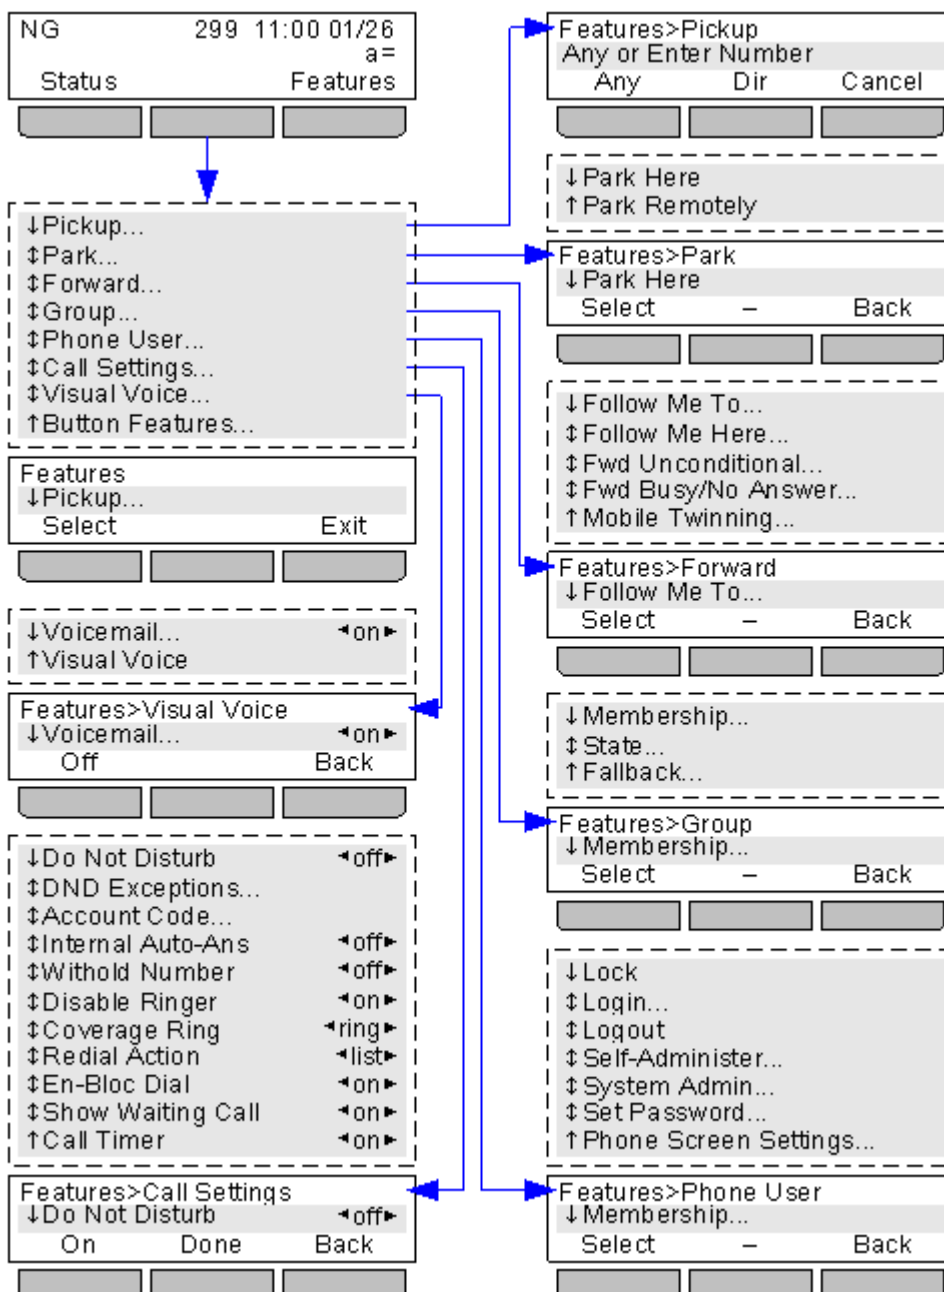 NG 299 11:00 01/26
a=
Status Features
↓Pickup...
↕Park...
↕Forward...
↕Group...
↕Phone User...
↕Call Settings...
↕Visual Voice...
↑Button Features...
Features
↓Pickup...
Select Exit
↓Voicemail... ◂on▸
↑Visual Voice
Features>Visual Voice
↓Voicemail... ◂on▸
Off Back
↓Do Not Disturb ◂off▸
↕DND Exceptions...
↕Account Code...
↕Internal Auto-Ans ◂off▸
↕Withold Number ◂off▸
↕Disable Ringer ◂on▸
↕Coverage Ring ◂ring▸
↕Redial Action ◂list▸
↕En-Bloc Dial ◂on▸
↕Show Waiting Call ◂on▸
↑Call Timer ◂on▸
Features>Call Settings
↓Do Not Disturb ◂off▸
On Done Back
Features>Pickup
Any or Enter Number
Any Dir Cancel
↓Park Here
↑Park Remotely
Features>Park
↓Park Here
Select – Back
↓Follow Me To...
↕Follow Me Here...
↕Fwd Unconditional...
↕Fwd Busy/No Answer...
↑Mobile Twinning...
Features>Forward
↓Follow Me To...
Select – Back
↓Membership...
↕State...
↑Fallback...
Features>Group
↓Membership...
Select – Back
↓Lock
↕Login...
↕Logout
↕Self-Administer...
↕System Admin...
↕Set Password...
↑Phone Screen Settings...
Features>Phone User
↓Membership...
Select – Back